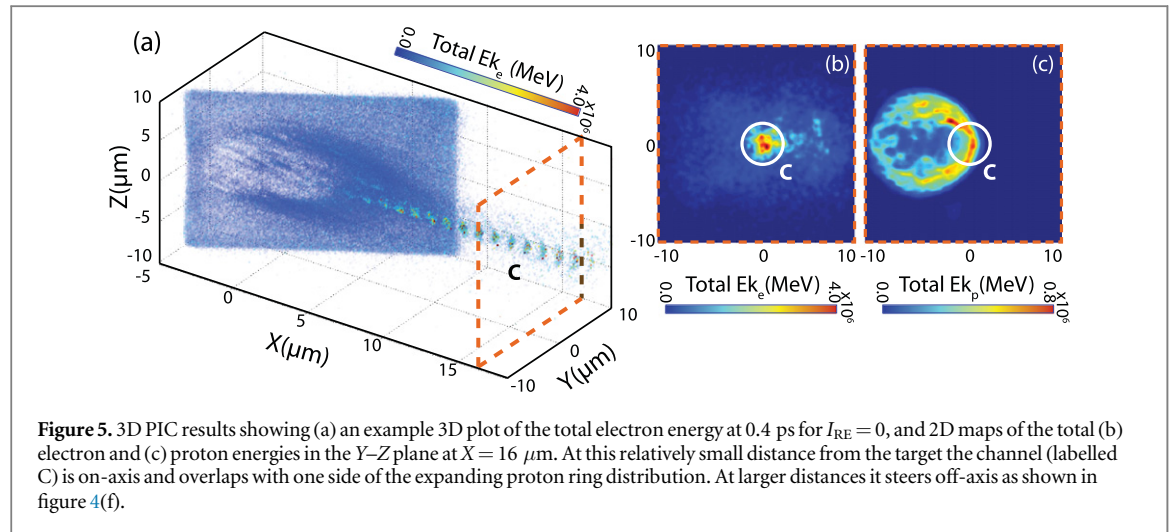 (a)
Total Ek_e (MeV)
0.0
4.0
X10^6
10
5
0
-5
-10
Z(μm)
-5
0
5
10
15
X(μm)
-10
0
10
Y(μm)
C
10
0
-10
(b)
C
-10
0
10
Total Ek_e(MeV)
0.0
4.0
X10^6
(c)
C
-10
0
10
Total Ek_p(MeV)
0.0
0.8
X10^6
Figure 5. 3D PIC results showing (a) an example 3D plot of the total electron energy at 0.4 ps for I_RE = 0, and 2D maps of the total (b)
electron and (c) proton energies in the Y–Z plane at X = 16 μm. At this relatively small distance from the target the channel (labelled
C) is on-axis and overlaps with one side of the expanding proton ring distribution. At larger distances it steers off-axis as shown in
figure 4(f).